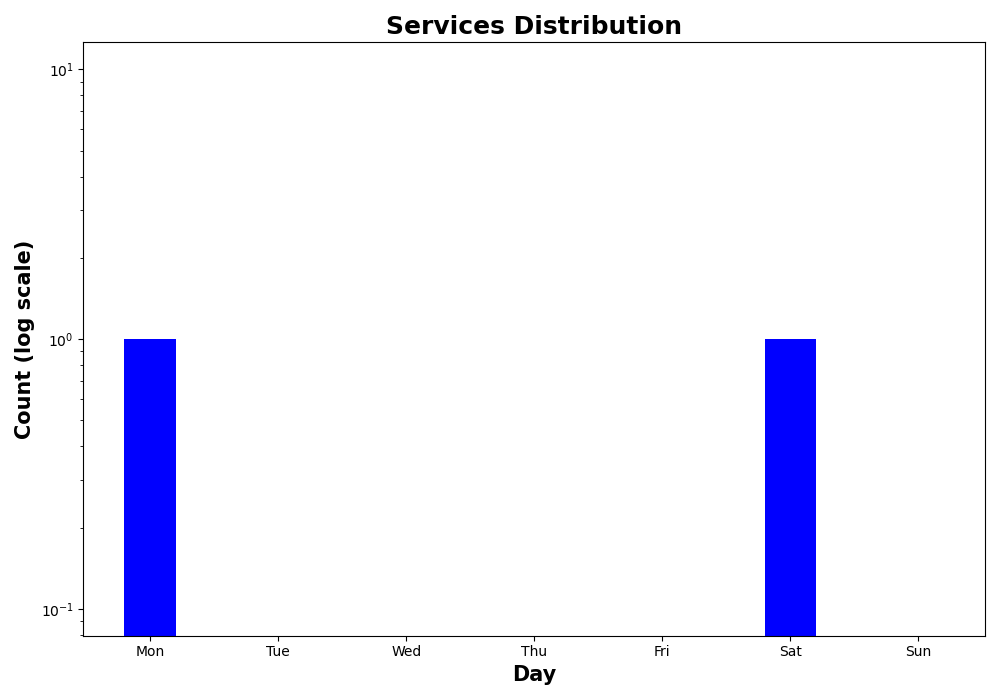 Services Distribution
Count (log scale)
10¹
10⁰
10⁻¹
Mon Tue Wed Thu Fri Sat Sun
Day